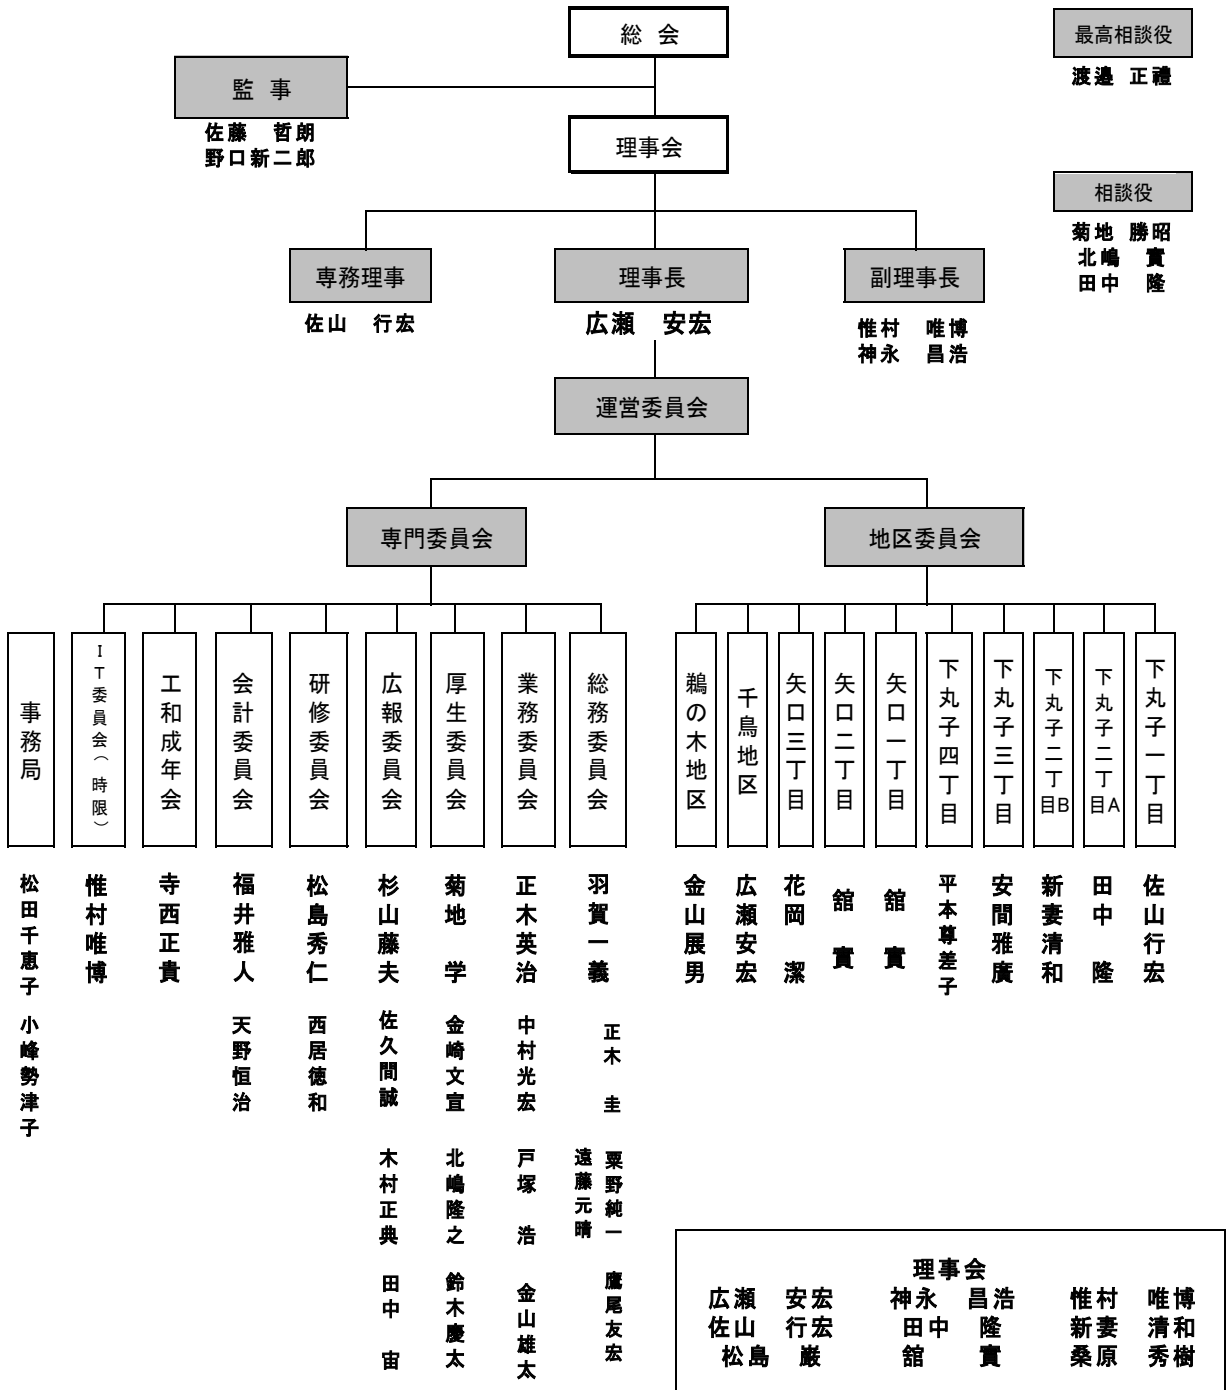 総 会
最高相談役
渡邉 正禮
監 事
佐藤 哲朗
野口新二郎
理事会
相談役
菊地 勝昭
北嶋 實
田中 隆
専務理事
佐山 行宏
理事長
広瀬 安宏
副理事長
惟村 唯博
神永 昌浩
運営委員会
専門委員会
地区委員会
事務局
松田千恵子
小峰勢津子
IT委員会(時限)
惟村唯博
工和成年会
寺西正貴
会計委員会
福井雅人
天野恒治
研修委員会
松島秀仁
西居徳和
広報委員会
杉山藤夫
佐久間誠
木村正典
田中 宙
厚生委員会
菊地 学
金崎文宣
北嶋隆之
鈴木慶太
業務委員会
正木英治
中村光宏
戸塚 浩
金山雄太
総務委員会
羽賀一義
正木 圭
粟野純一
遠藤元晴
鷹尾友宏
鵜の木地区
金山展男
千鳥地区
広瀬安宏
矢口三丁目
花岡 潔
矢口二丁目
舘 實
矢口一丁目
舘 實
下丸子四丁目
平本尊差子
下丸子三丁目
安間雅廣
下丸子二丁目B
新妻清和
下丸子二丁目A
田中 隆
下丸子一丁目
佐山行宏
理事会
広瀬 安宏 神永 昌浩 惟村 唯博
佐山 行宏 田中 隆 新妻 清和
松島 巌 舘 實 桑原 秀樹